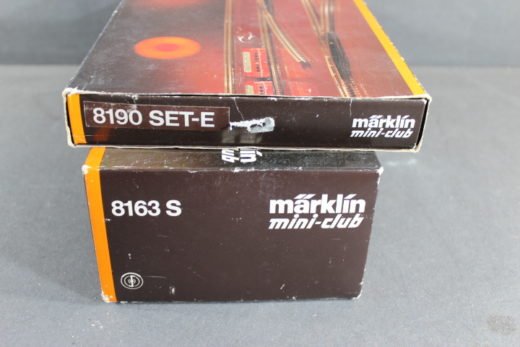 8190 SET-E
märklin
mini-club
8163 S
märklin
mini-club